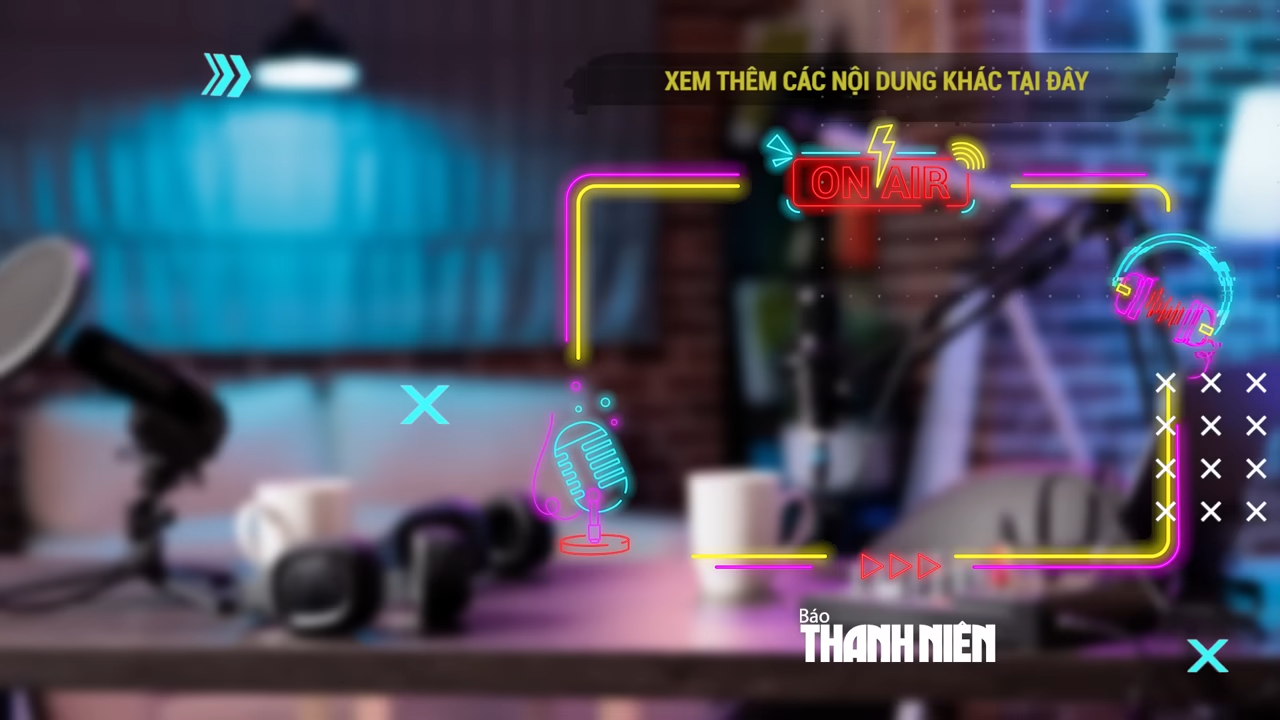 XEM THÊM CÁC NỘI DUNG KHÁC TẠI ĐÂY
ON AIR
Báo
THANH NIÊN